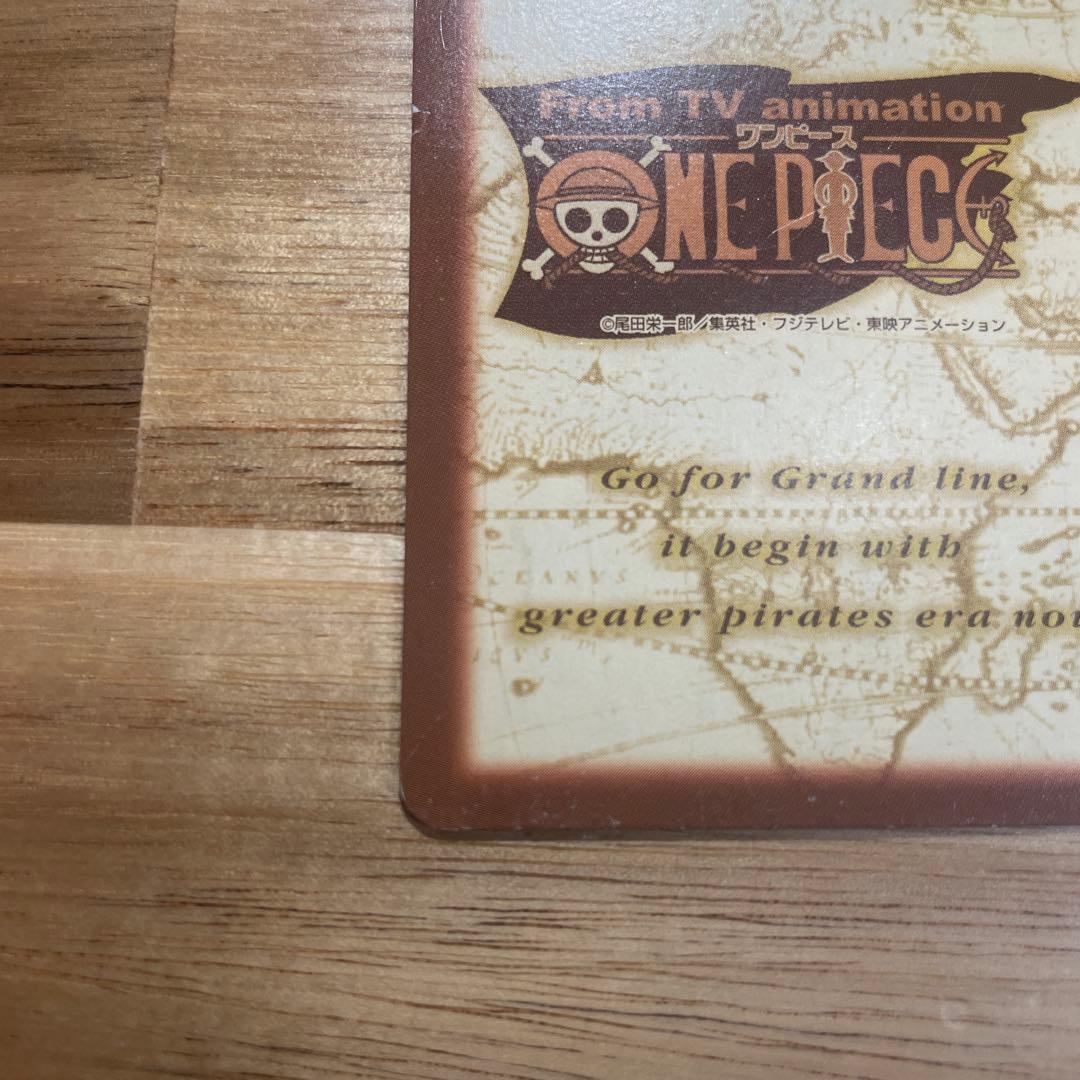 From TV animation
ワンピース
ONE PIECE
©尾田栄一郎/集英社・フジテレビ・東映アニメーション
Go for Grand line,
it begin with
CEANVS
greater pirates era now